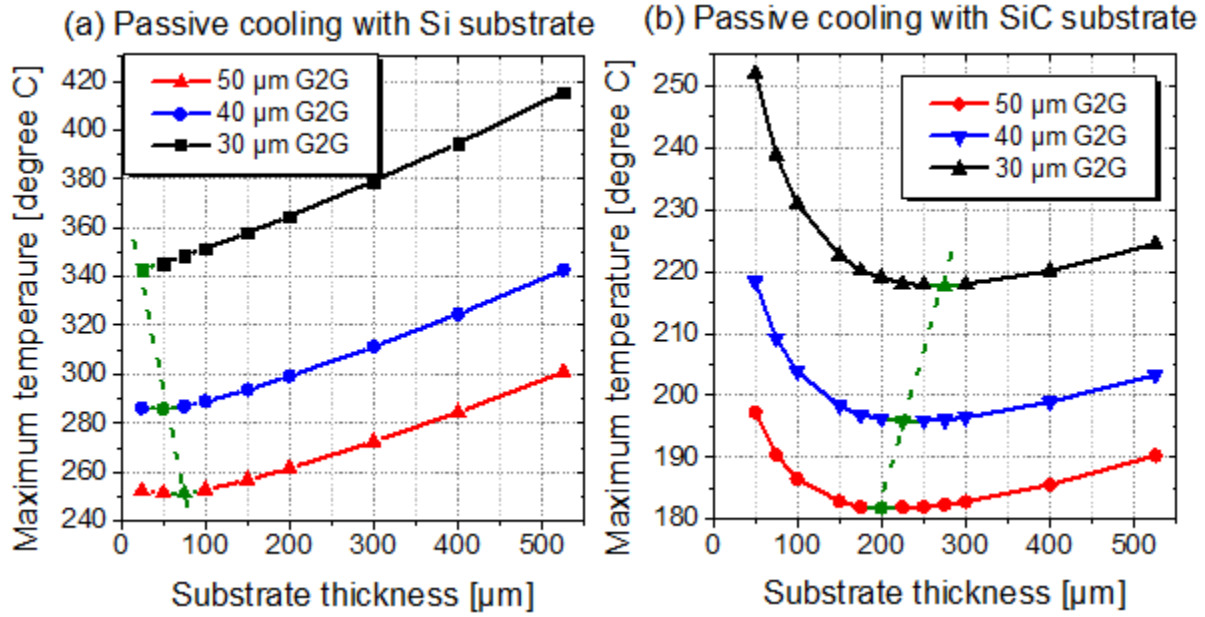 (a) Passive cooling with Si substrate
Maximum temperaure [degree C]
420
400
380
360
340
320
300
280
260
240
50 µm G2G
40 µm G2G
30 µm G2G
0 100 200 300 400 500
Substrate thickness [µm]
(b) Passive cooling with SiC substrate
Maximum temperature [degree C]
250
240
230
220
210
200
190
180
50 µm G2G
40 µm G2G
30 µm G2G
0 100 200 300 400 500
Substrate thickness [µm]